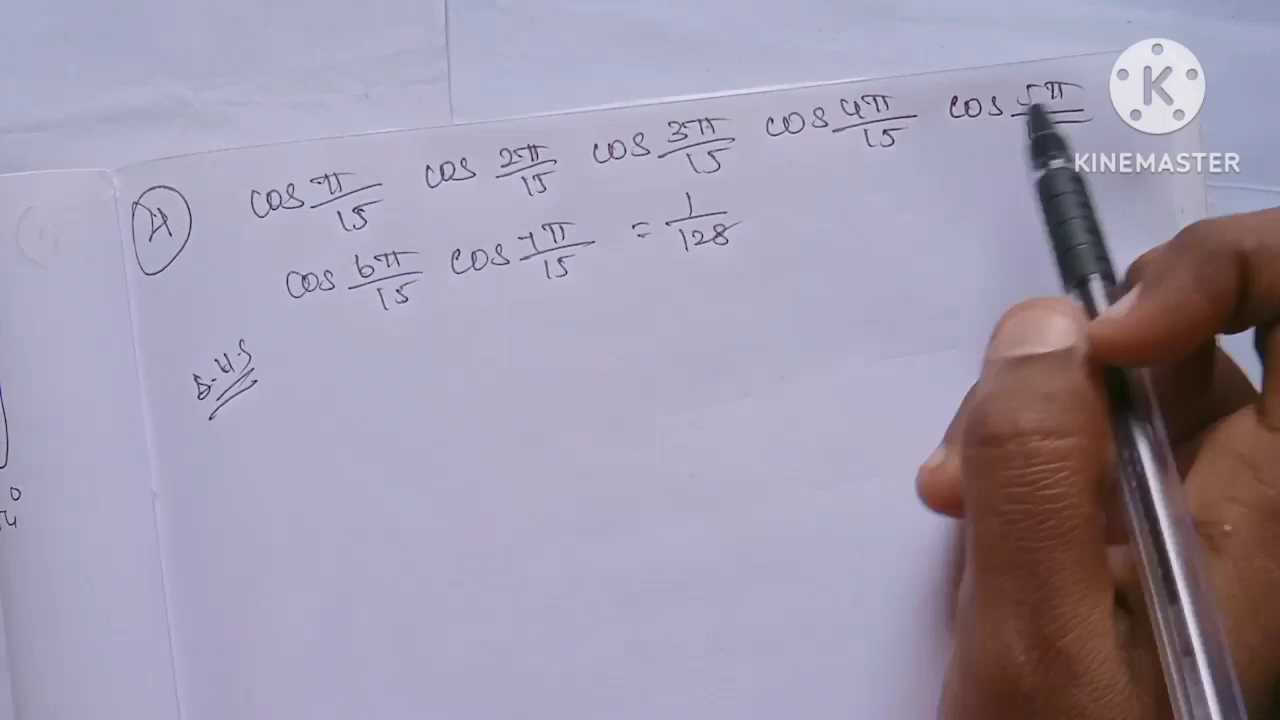 4) cos π/15 cos 2π/15 cos 3π/15 cos 4π/15 cos 5π
cos 6π/15 cos 7π/15 = 1/128
KINEMASTER